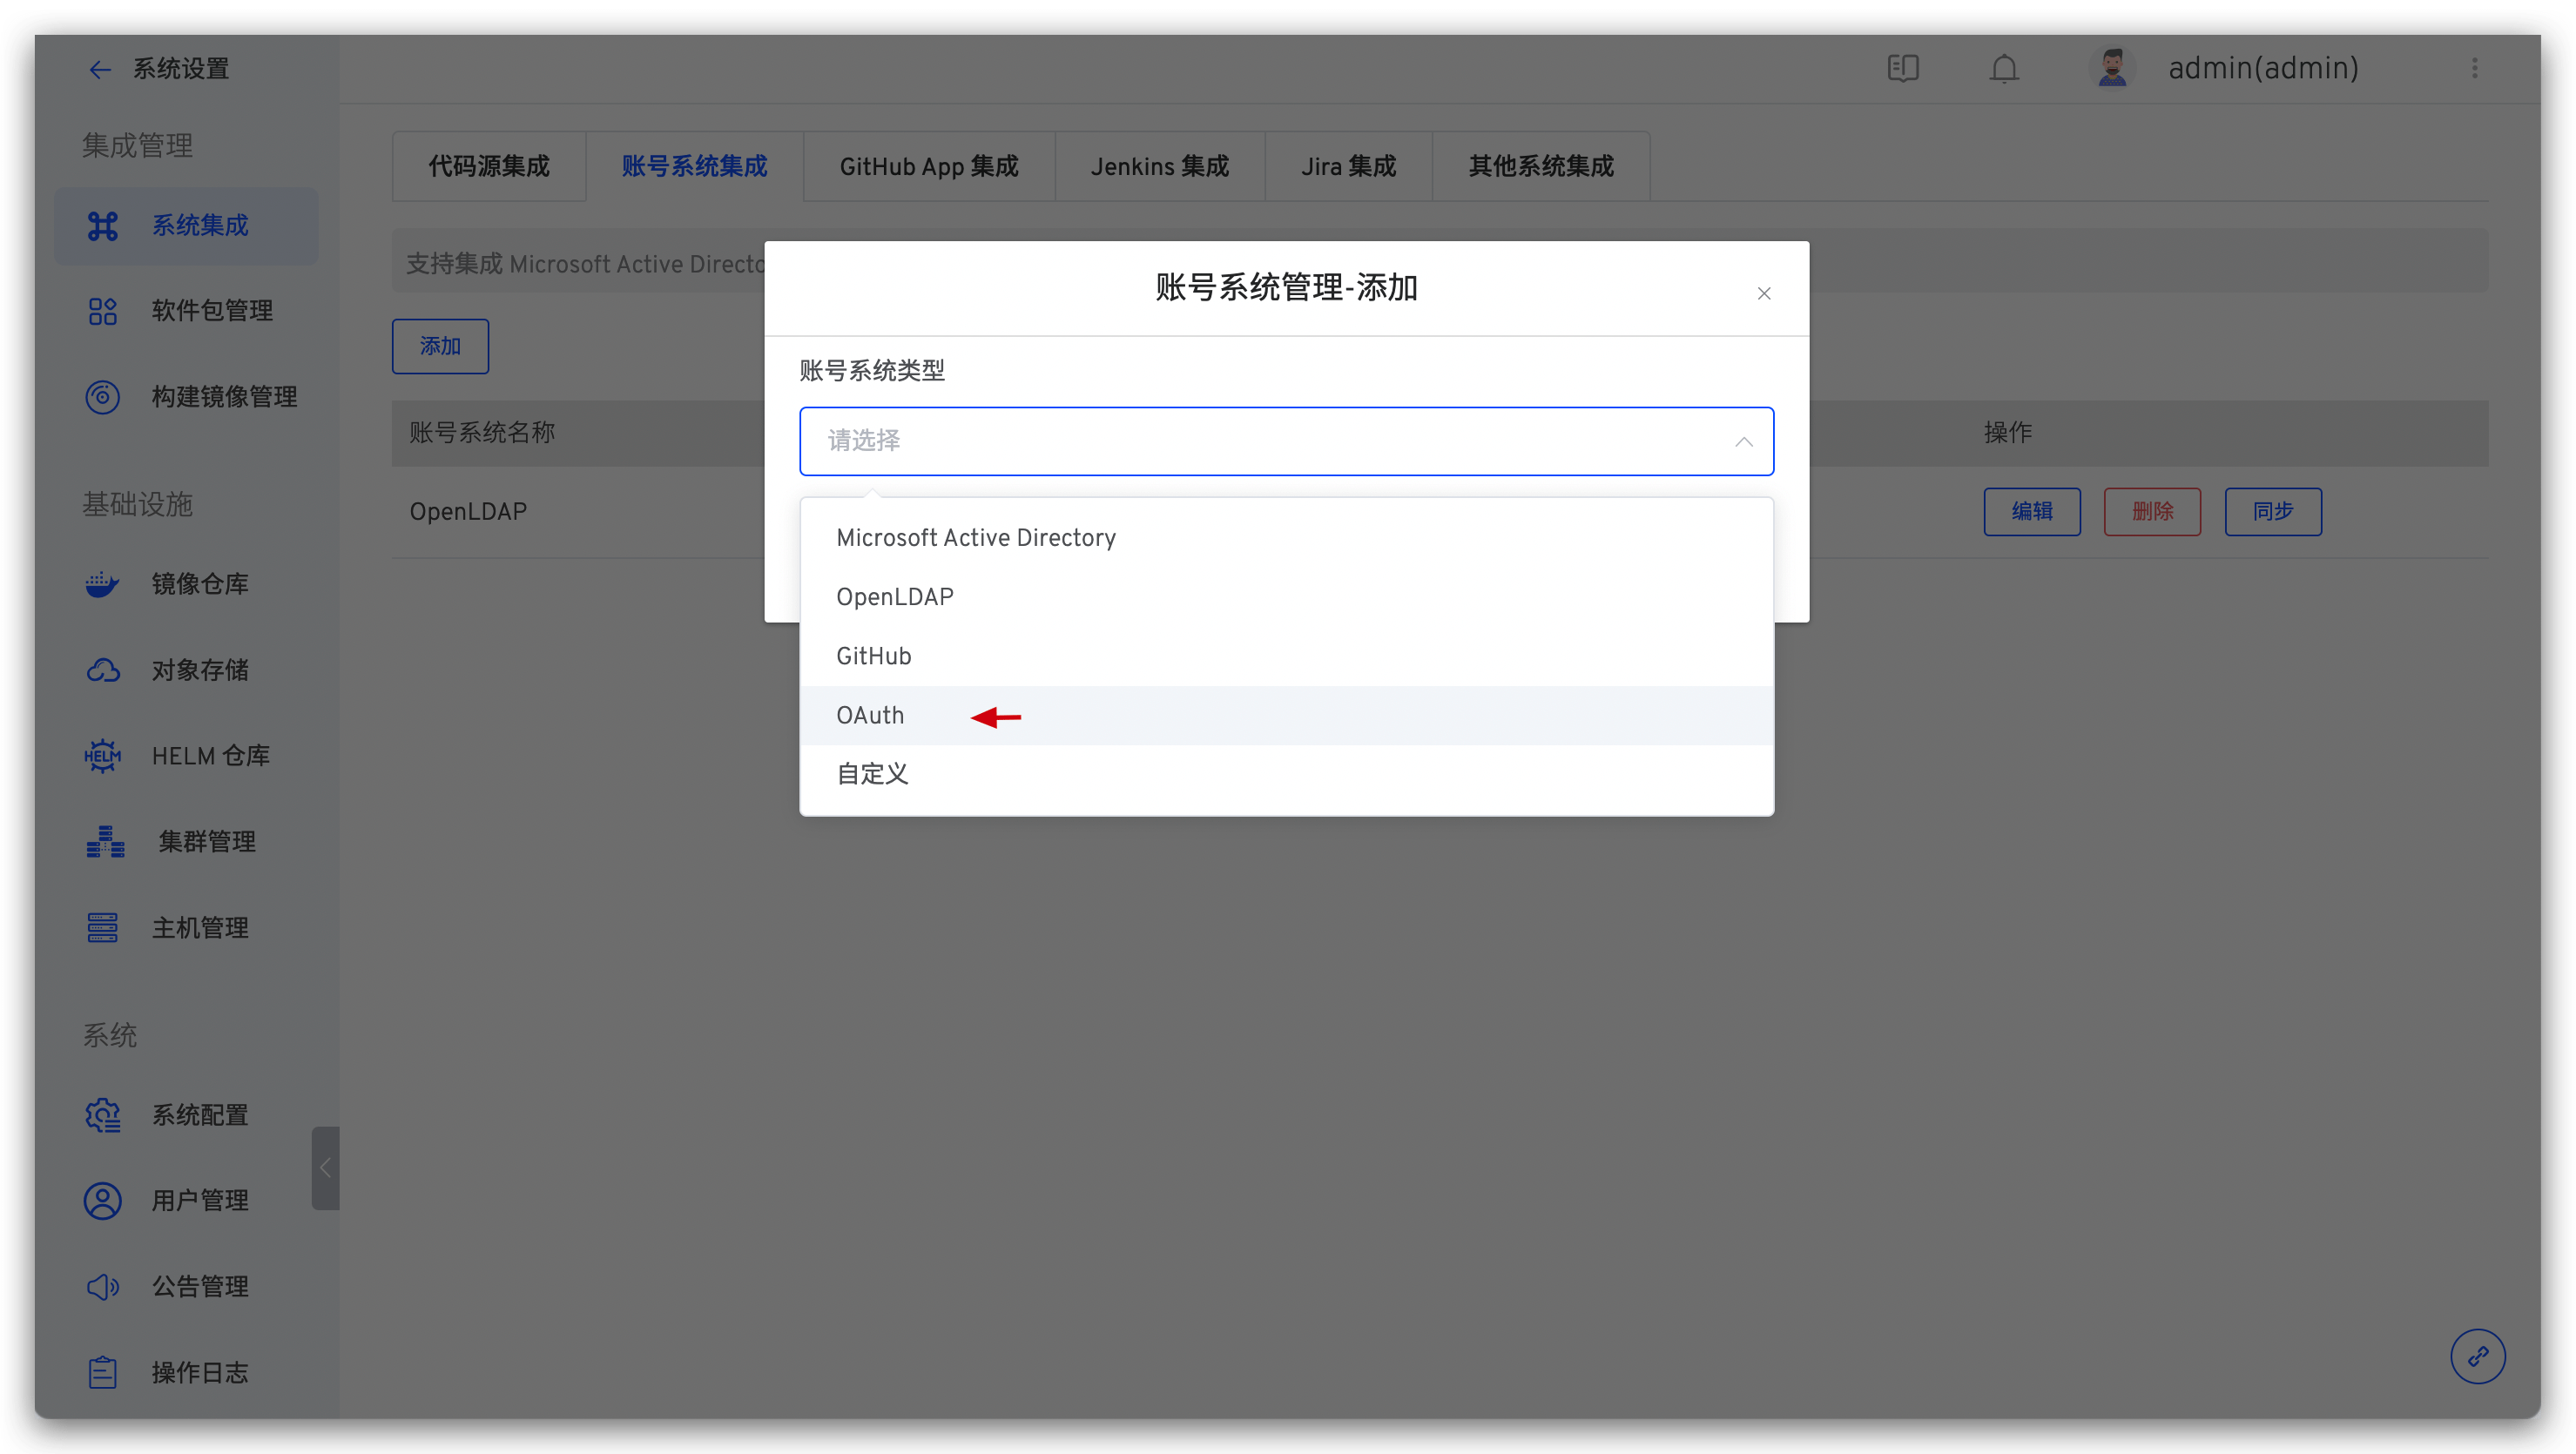 系统设置
admin(admin)
集成管理
系统集成
软件包管理
构建镜像管理
基础设施
镜像仓库
对象存储
HELM
HELM 仓库
集群管理
主机管理
系统
系统配置
用户管理
公告管理
操作日志
代码源集成
账号系统集成
GitHub App 集成
Jenkins 集成
Jira 集成
其他系统集成
支持集成 Microsoft Active Directo
添加
账号系统名称
操作
OpenLDAP
编辑
删除
同步
账号系统管理-添加
账号系统类型
请选择
Microsoft Active Directory
OpenLDAP
GitHub
OAuth
自定义